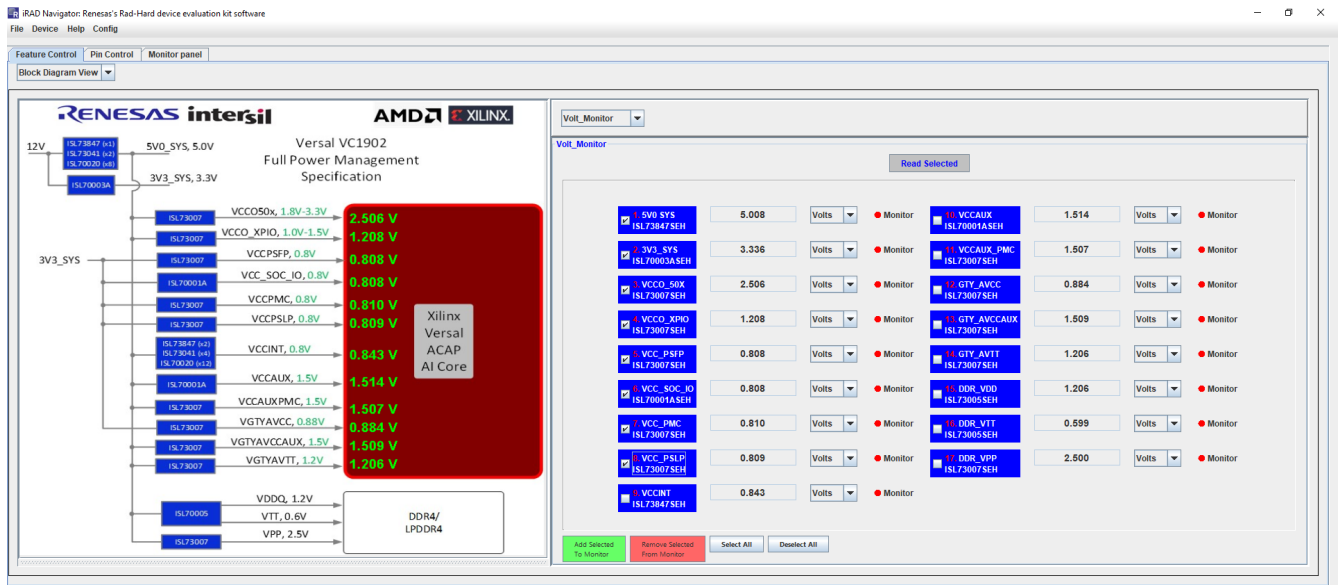 iRAD Navigator: Renesas's Rad-Hard device evaluation kit software
File Device Help Config
Feature Control Pin Control Monitor panel
Block Diagram View
RENESAS intersil
AMD XILINX
Versal VC1902
Full Power Management
Specification
12V
ISL73847 (x1)
ISL73041 (x2)
ISL70020 (x8)
5V0_SYS, 5.0V
ISL70003A
3V3_SYS, 3.3V
3V3_SYS
ISL73007 VCCO50x, 1.8V-3.3V 2.506 V
ISL73007 VCCO_XPIO, 1.0V-1.5V 1.208 V
ISL73007 VCCPSFP, 0.8V 0.808 V
ISL70001A VCC_SOC_IO, 0.8V 0.808 V
ISL73007 VCCPMC, 0.8V 0.810 V
ISL73007 VCCPSLP, 0.8V 0.809 V
ISL73847 (x2)
ISL73041 (x4)
ISL70020 (x12)
VCCINT, 0.8V 0.843 V
ISL70001A VCCAUX, 1.5V 1.514 V
ISL73007 VCCAUXPMC, 1.5V 1.507 V
ISL73007 VGTYAVCC, 0.88V 0.884 V
ISL73007 VGTYAVCCAUX, 1.5V 1.509 V
ISL73007 VGTYAVTT, 1.2V 1.206 V
Xilinx
Versal
ACAP
AI Core
ISL70005
VDDQ, 1.2V
VTT, 0.6V
ISL73007 VPP, 2.5V
DDR4/
LPDDR4
Volt_Monitor
Volt_Monitor
Read Selected
1. 5V0 SYS
ISL73847SEH
5.008 Volts Monitor
2. 3V3_SYS
ISL70003ASEH
3.336 Volts Monitor
3. VCCO_50X
ISL73007SEH
2.506 Volts Monitor
4. VCCO_XPIO
ISL73007SEH
1.208 Volts Monitor
5. VCC_PSFP
ISL73007SEH
0.808 Volts Monitor
6. VCC_SOC_IO
ISL70001ASEH
0.808 Volts Monitor
7. VCC_PMC
ISL73007SEH
0.810 Volts Monitor
8. VCC_PSLP
ISL73007SEH
0.809 Volts Monitor
9. VCCINT
ISL73847SEH
0.843 Volts Monitor
10. VCCAUX
ISL70001ASEH
1.514 Volts Monitor
11. VCCAUX_PMC
ISL73007SEH
1.507 Volts Monitor
12. GTY_AVCC
ISL73007SEH
0.884 Volts Monitor
13. GTY_AVCCAUX
ISL73007SEH
1.509 Volts Monitor
14. GTY_AVTT
ISL73007SEH
1.206 Volts Monitor
15. DDR_VDD
ISL73005SEH
1.206 Volts Monitor
16. DDR_VTT
ISL73005SEH
0.599 Volts Monitor
17. DDR_VPP
ISL73007SEH
2.500 Volts Monitor
Add Selected
To Monitor
Remove Selected
From Monitor
Select All
Deselect All